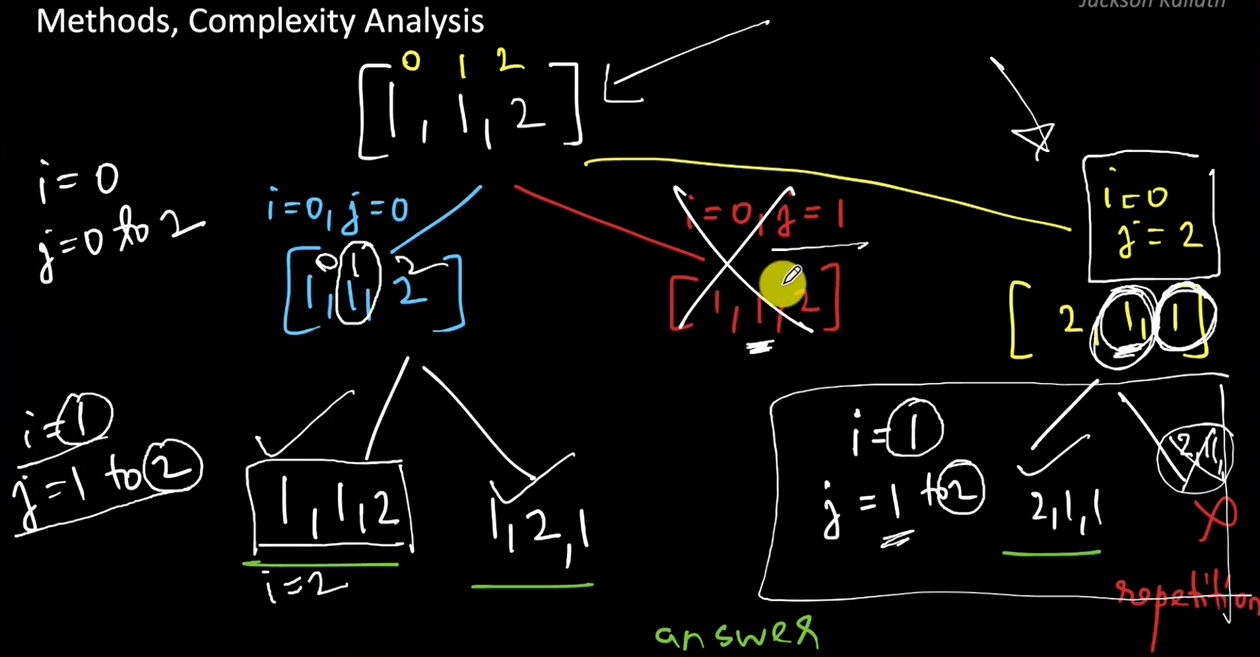 Methods, Complexity Analysis
0 1 2
[1, 1, 2]
i=0
j=0 to 2
i=0, j=0
0 1 2
[1, 1, 2]
i=0, j=1
[1, 1, 2]
i=0
j=2
[2, 1, 1]
i=1
j=1 to 2
1, 1, 2
i=2
1, 2, 1
i=1
j=1 to 2
2, 1, 1
2, 1, 1
repetition
answer